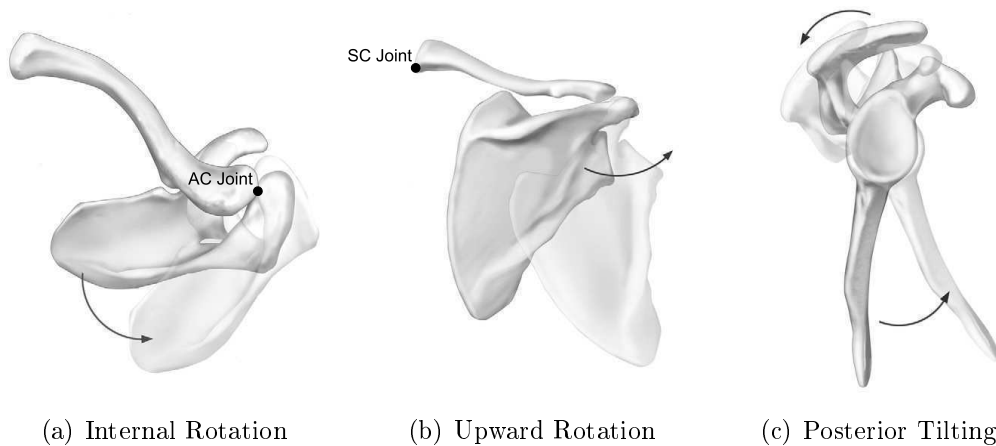 SC Joint
AC Joint
(a) Internal Rotation
(b) Upward Rotation
(c) Posterior Tilting